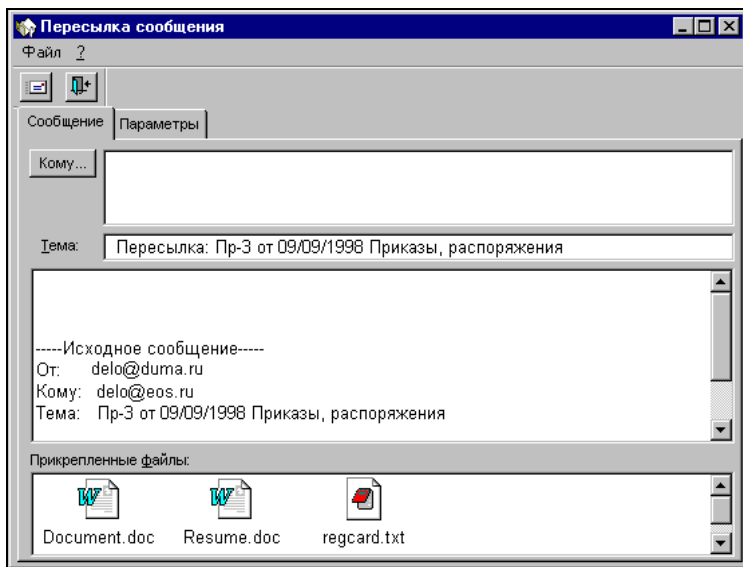 Пересылка сообщения
Файл ?
Сообщение Параметры
Кому...
Тема: Пересылка: Пр-3 от 09/09/1998 Приказы, распоряжения
-----Исходное сообщение-----
От: delo@duma.ru
Кому: delo@eos.ru
Тема: Пр-3 от 09/09/1998 Приказы, распоряжения
Прикрепленные файлы:
Document.doc Resume.doc regcard.txt